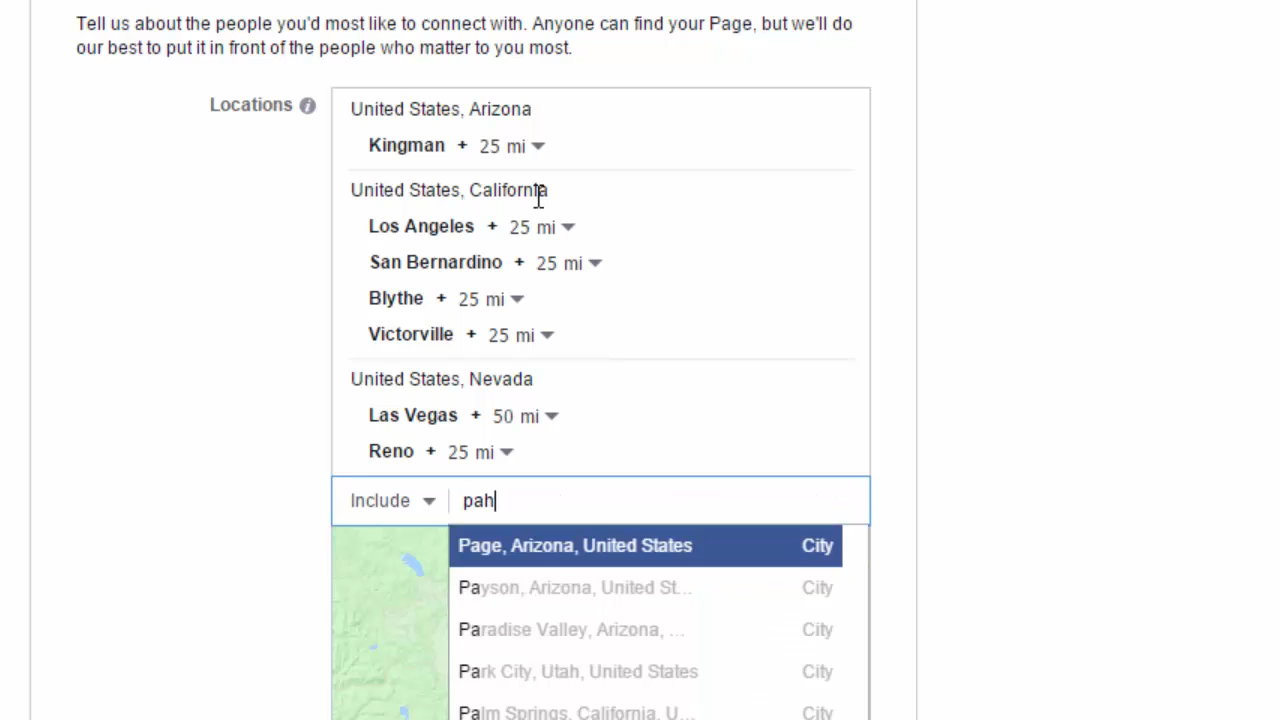 Tell us about the people you'd most like to connect with. Anyone can find your Page, but we'll do
our best to put it in front of the people who matter to you most.
Locations
United States, Arizona
Kingman + 25 mi
United States, California
Los Angeles + 25 mi
San Bernardino + 25 mi
Blythe + 25 mi
Victorville + 25 mi
United States, Nevada
Las Vegas + 50 mi
Reno + 25 mi
Include pah
Page, Arizona, United States City
Payson, Arizona, United St... City
Paradise Valley, Arizona, ... City
Park City, Utah, United States City
Palm Springs, California, U... City